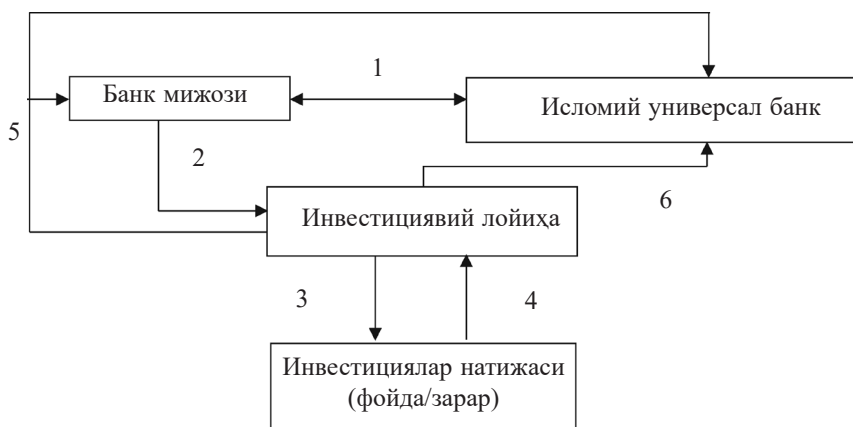 1
Банк мижози
Исломий универсал банк
5
2
6
Инвестициявий лойиҳа
3
4
Инвестициялар натижаси
(фойда/зарар)